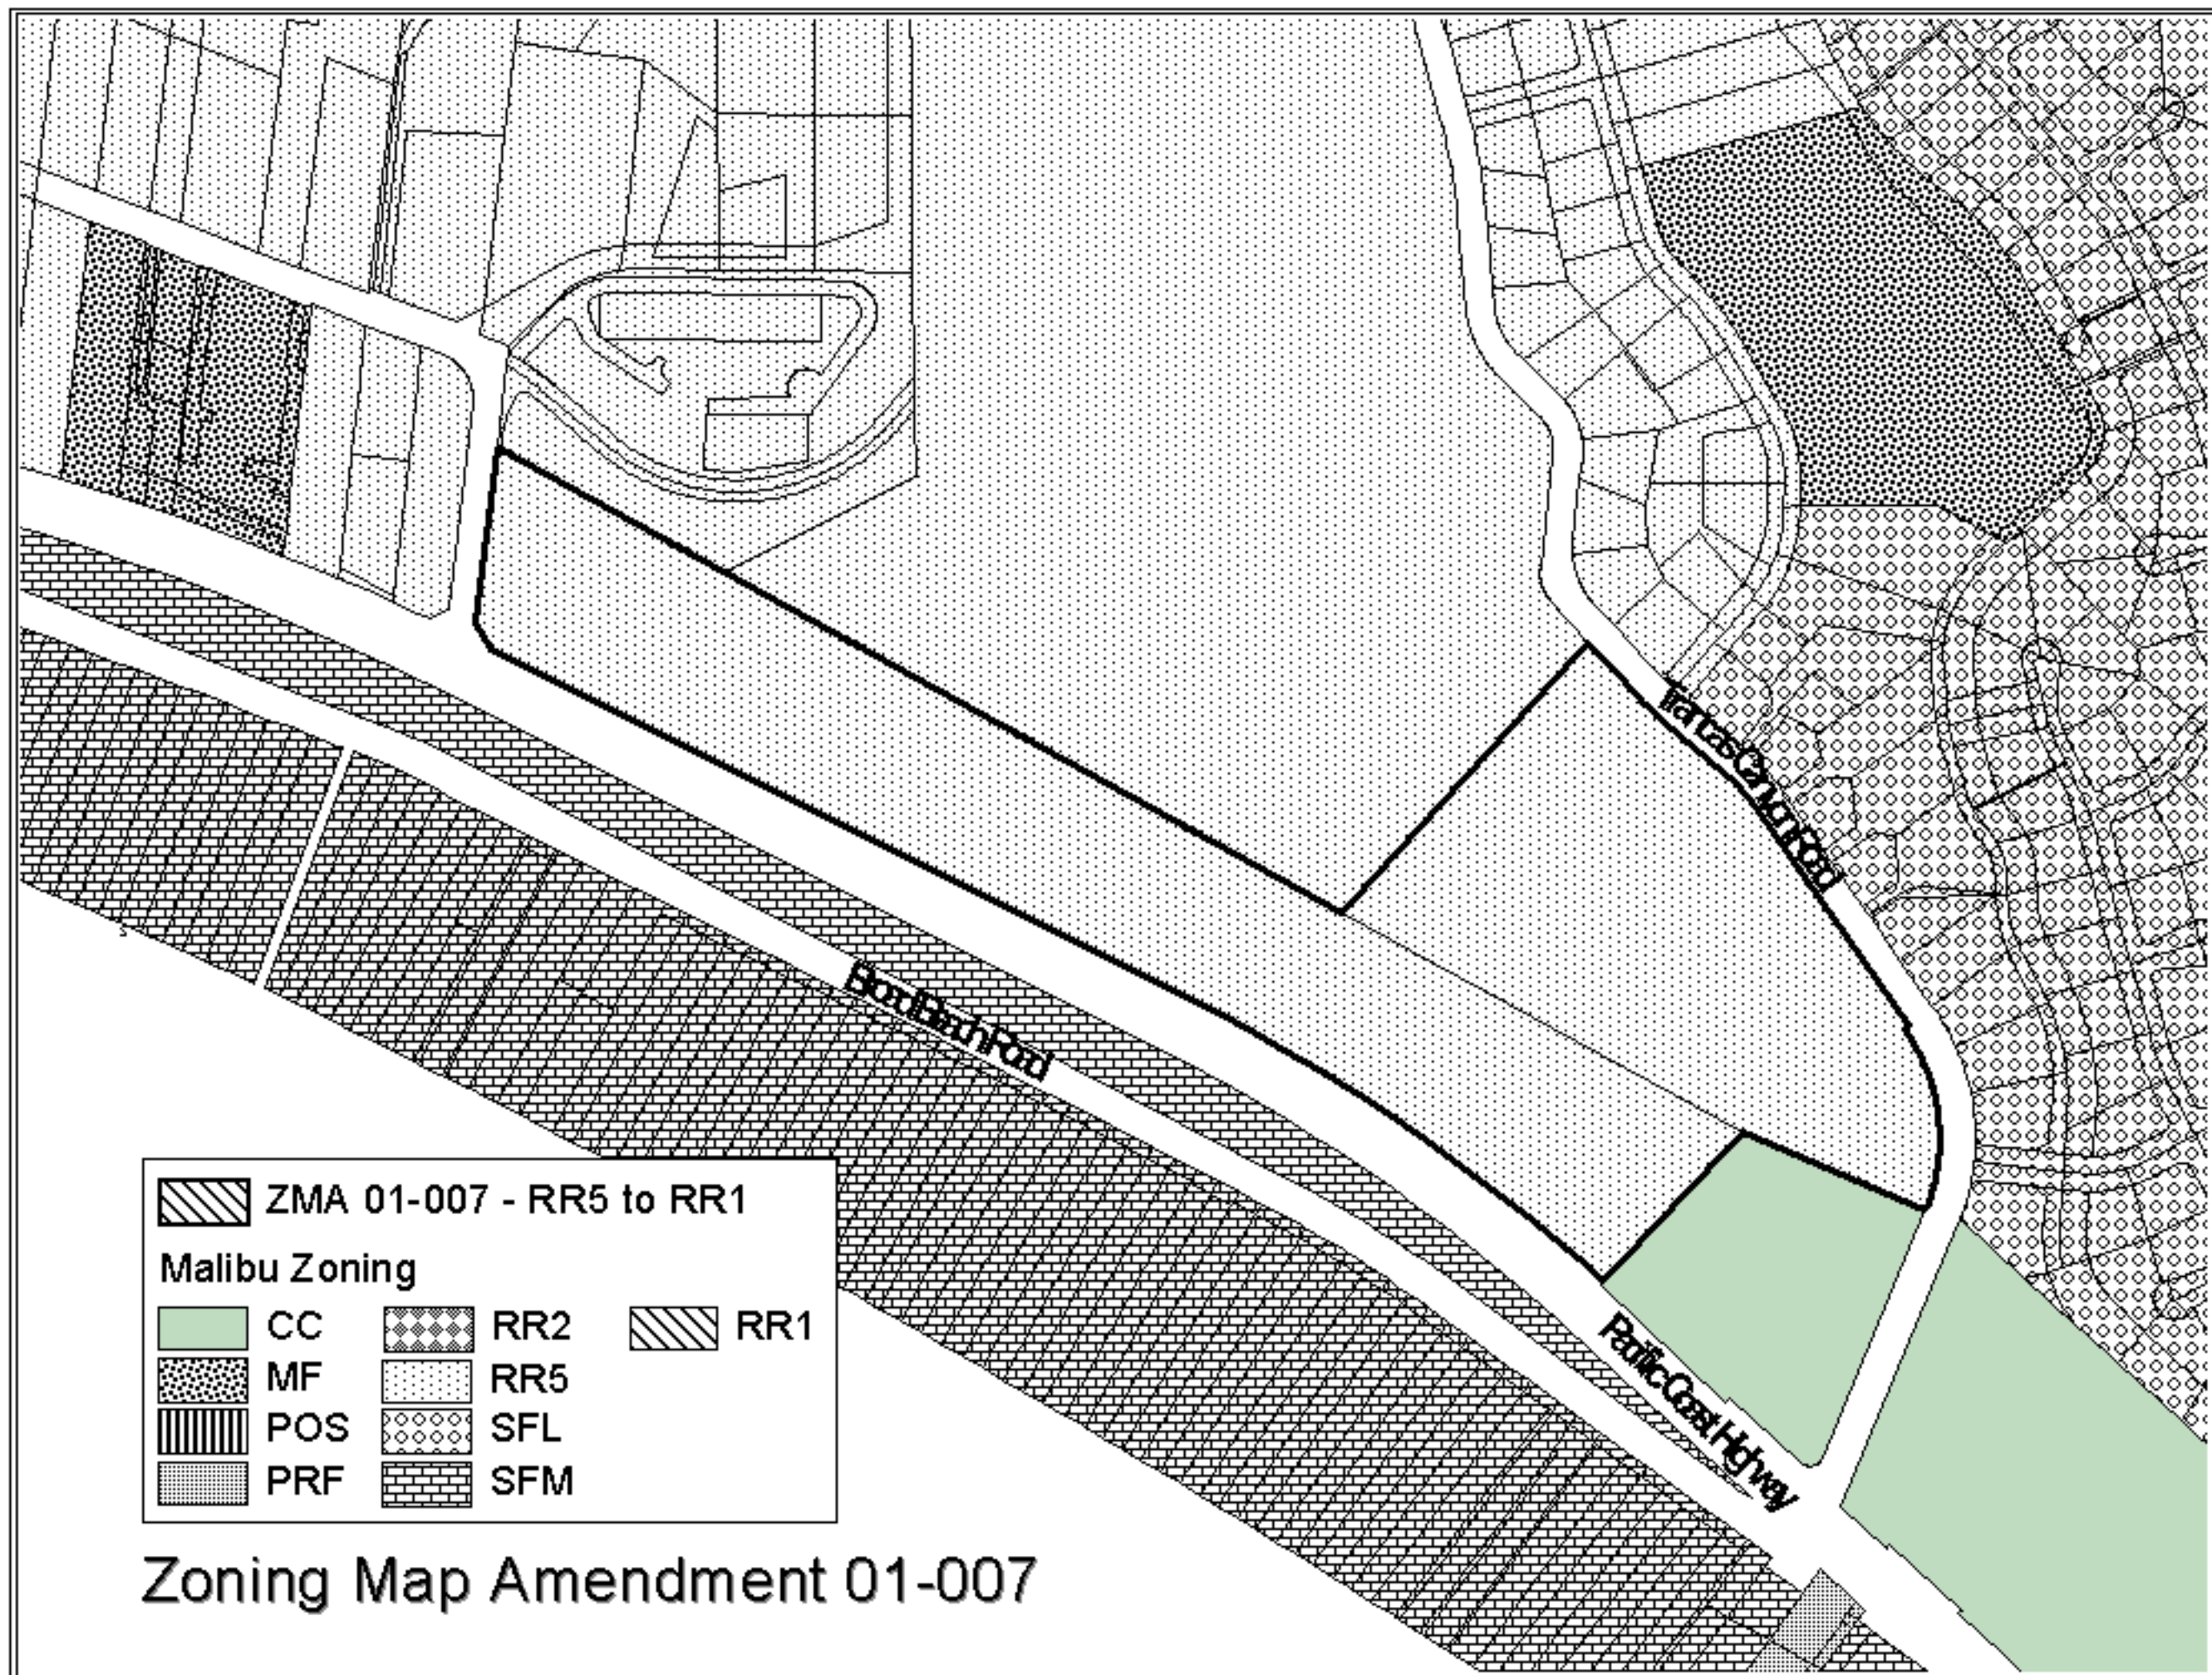 Trancas Canyon Road
Broad Beach Road
Pacific Coast Highway
ZMA 01-007 - RR5 to RR1
Malibu Zoning
CC RR2 RR1
MF RR5
POS SFL
PRF SFM
Zoning Map Amendment 01-007